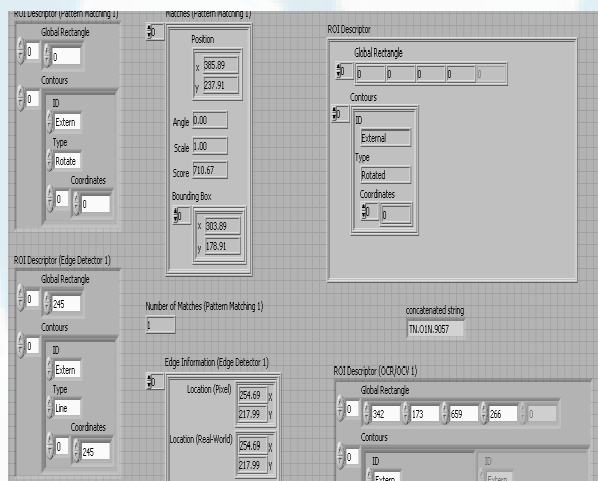 ROI Descriptor (Pattern Matching 1)
Global Rectangle
0 0
Contours
0
ID
Extern
Type
Rotate
Coordinates
0 0
ROI Descriptor (Edge Detector 1)
Global Rectangle
0 245
Contours
0
ID
Extern
Type
Line
Coordinates
0 245
Matches (Pattern Matching 1)
0
Position
x 385.89
y 237.91
Angle 0.00
Scale 1.00
Score 710.67
Bounding Box
0
x 303.89
y 178.91
Number of Matches (Pattern Matching 1)
1
Edge Information (Edge Detector 1)
0
Location (Pixel)
254.69 X
217.99 Y
Location (Real-World)
254.69 X
217.99 Y
ROI Descriptor
Global Rectangle
0 0 0 0 0 0
Contours
0
ID
External
Type
Rotated
Coordinates
0 0
concatenated string
TN.O1N.9057
ROI Descriptor (OCR/OCV 1)
Global Rectangle
0 342 173 659 266 0
Contours
0
ID
Extern
ID
Extern